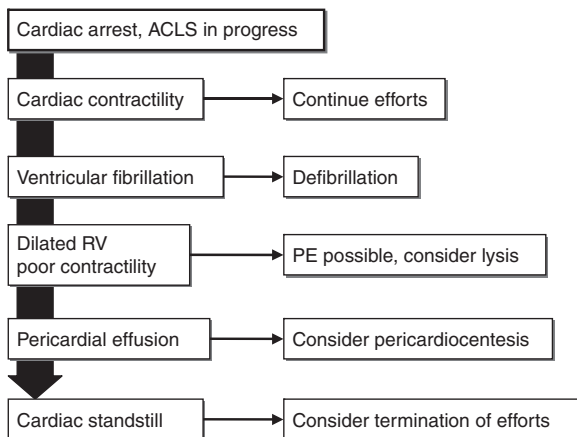 Cardiac arrest, ACLS in progress
Cardiac contractility
Continue efforts
Ventricular fibrillation
Defibrillation
Dilated RV
poor contractility
PE possible, consider lysis
Pericardial effusion
Consider pericardiocentesis
Cardiac standstill
Consider termination of efforts